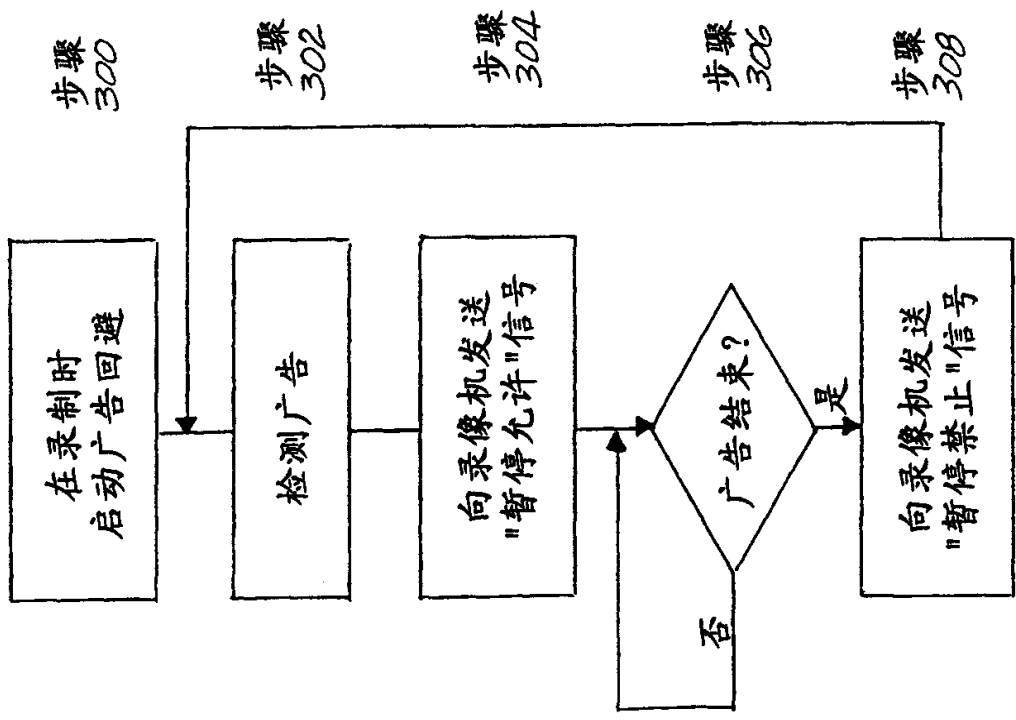 步骤
300
在录制时
启动广告回避
步骤
302
检测广告
步骤
304
向录像机发送
"暂停允许"信号
步骤
306
广告结束?
否
是
步骤
308
向录像机发送
"暂停禁止"信号